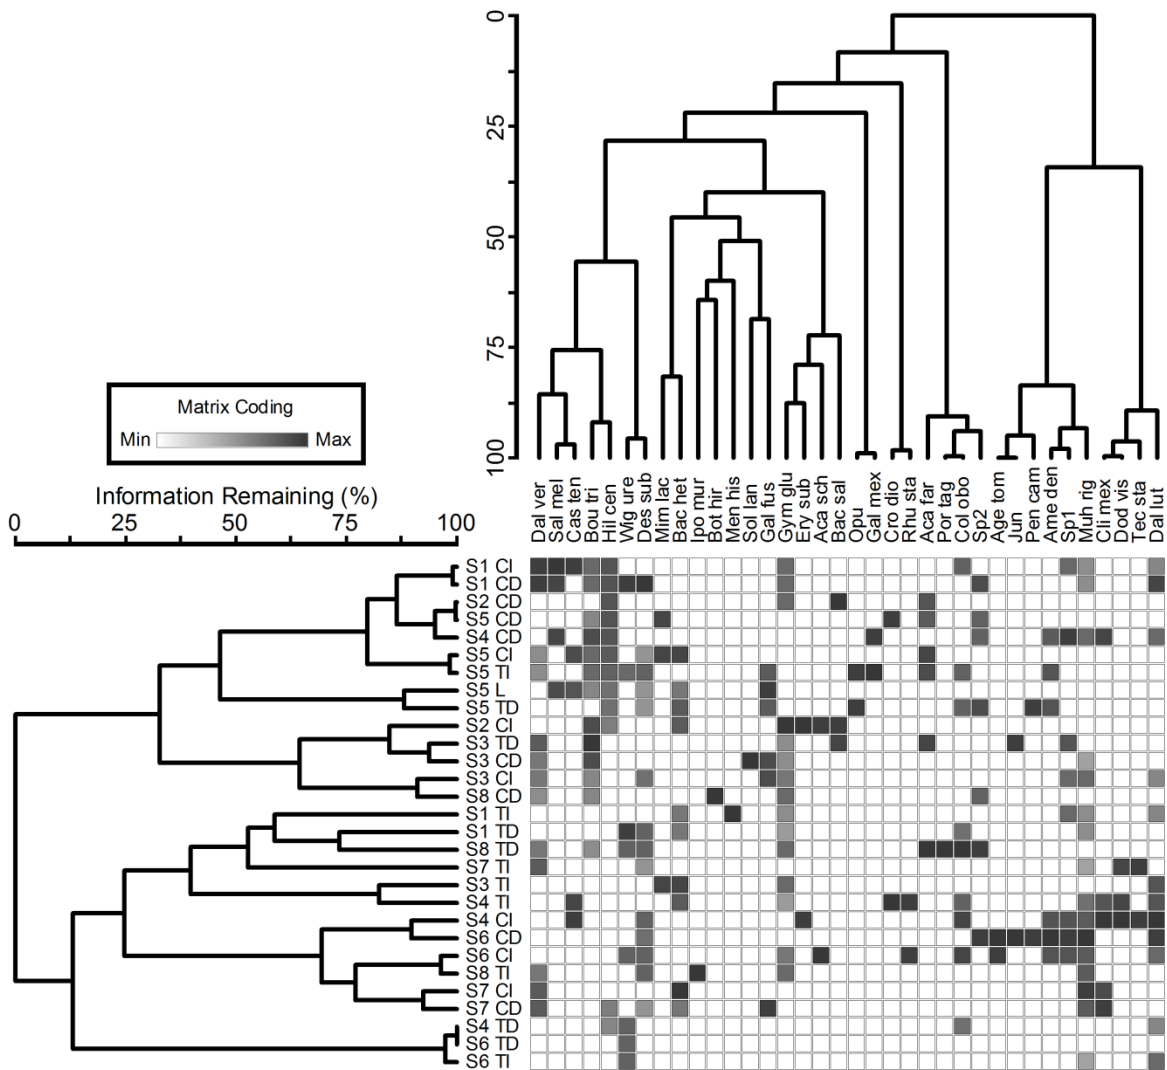 0
25
50
75
100
Matrix Coding
Min Max
Information Remaining (%)
0 25 50 75 100
Dal ver
Sal mel
Cas ten
Bou tri
Hil cen
Wig ure
Des sub
Mim lac
Bac het
Ipo mur
Bot hir
Men his
Sol lan
Gal fus
Gym glu
Ery sub
Aca sch
Bac sal
Opu
Gal mex
Cro dio
Rhu sta
Aca far
Por tag
Col obo
Sp2
Age tom
Jun
Pen cam
Ame den
Sp1
Muh rig
Cli mex
Dod vis
Tec sta
Dal lut
S1 CI
S1 CD
S2 CD
S5 CD
S4 CD
S5 CI
S5 TI
S5 L
S5 TD
S2 CI
S3 TD
S3 CD
S3 CI
S8 CD
S1 TI
S1 TD
S8 TD
S7 TI
S3 TI
S4 TI
S4 CI
S6 CD
S6 CI
S8 TI
S7 CI
S7 CD
S4 TD
S6 TD
S6 TI